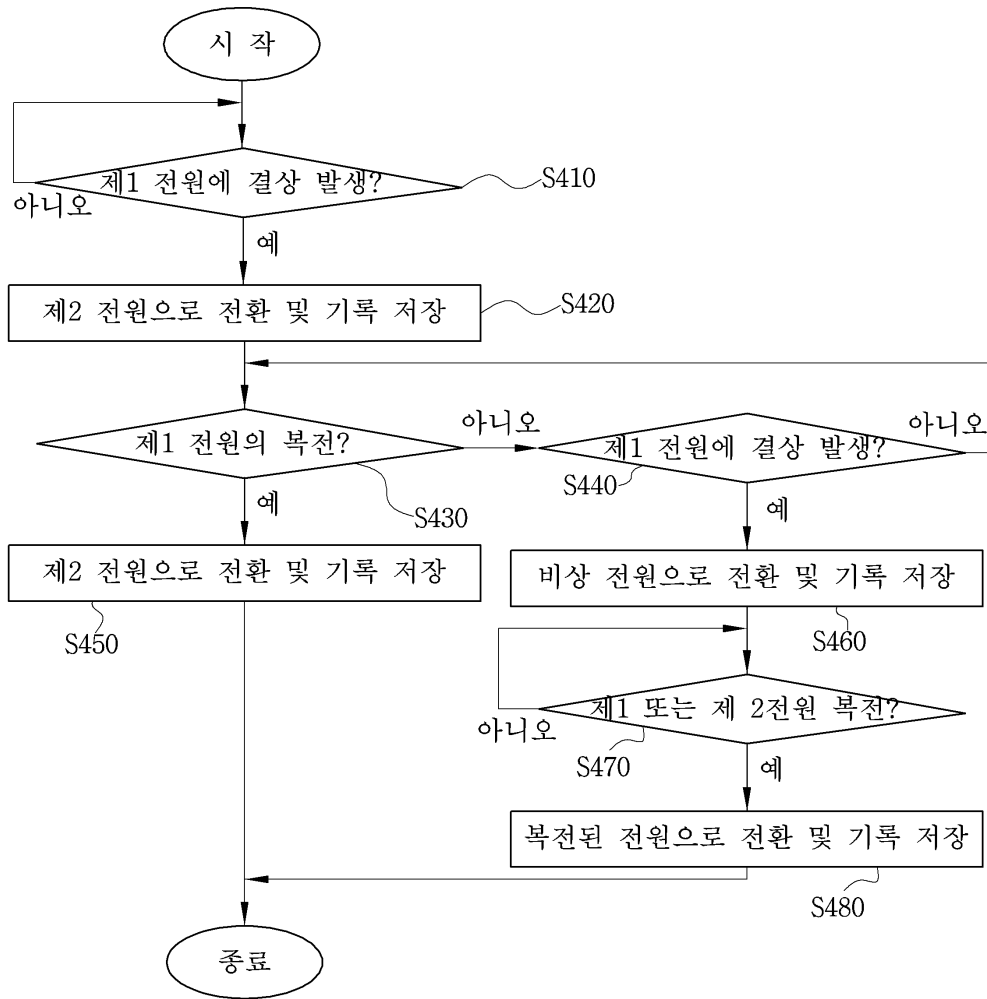 시 작
제1 전원에 결상 발생?
S410
아니오
예
제2 전원으로 전환 및 기록 저장
S420
제1 전원의 복전?
아니오
S430
제1 전원에 결상 발생?
아니오
S440
예
예
제2 전원으로 전환 및 기록 저장
S450
비상 전원으로 전환 및 기록 저장
S460
제1 또는 제 2전원 복전?
아니오
S470
예
복전된 전원으로 전환 및 기록 저장
S480
종료